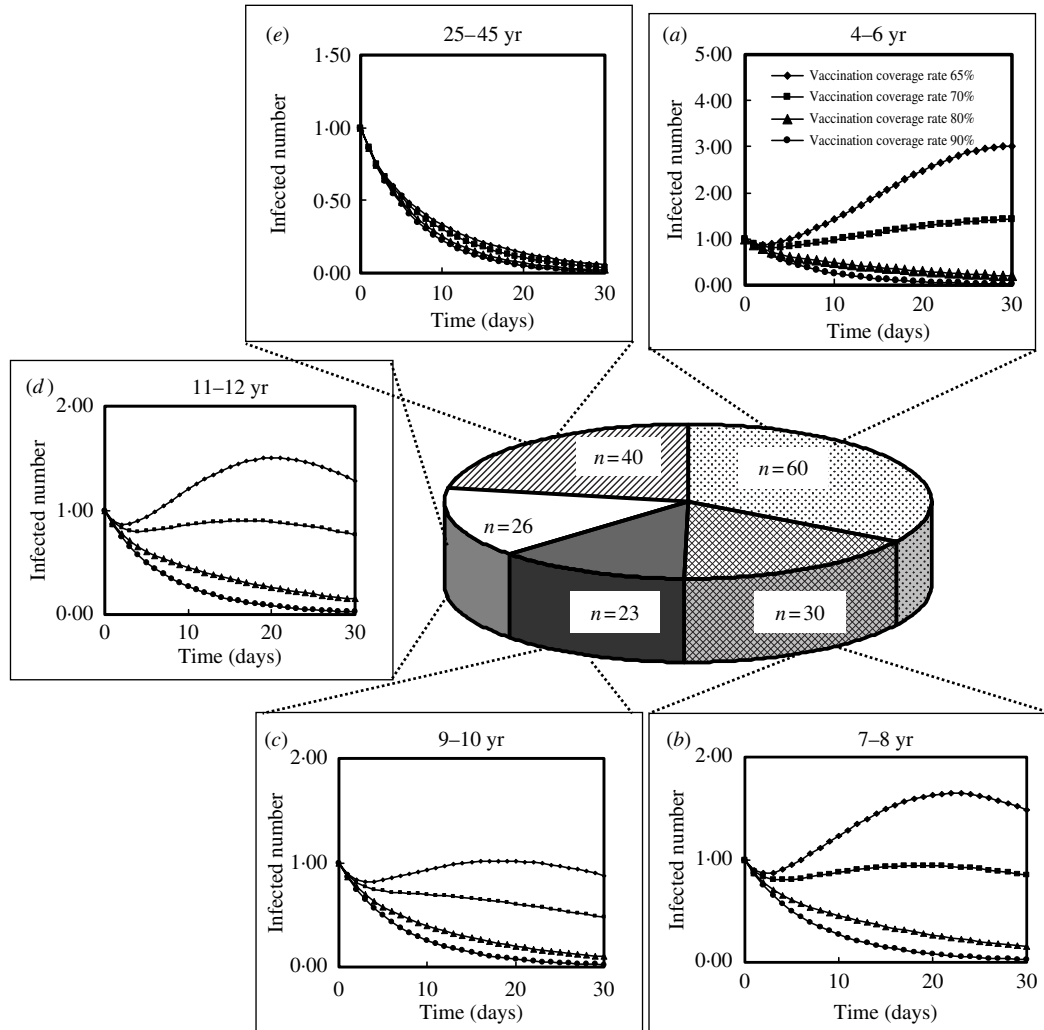 (e) 25–45 yr
1·50
1·00
0·50
0·00
Infected number
0 10 20 30
Time (days)
(a) 4–6 yr
5·00
4·00
3·00
2·00
1·00
0·00
Infected number
Vaccination coverage rate 65%
Vaccination coverage rate 70%
Vaccination coverage rate 80%
Vaccination coverage rate 90%
0 10 20 30
Time (days)
(d) 11–12 yr
2·00
1·00
0·00
Infected number
0 10 20 30
Time (days)
n=40
n=60
n=26
n=23
n=30
(c) 9–10 yr
2·00
1·00
0·00
Infected number
0 10 20 30
Time (days)
(b) 7–8 yr
2·00
1·00
0·00
Infected number
0 10 20 30
Time (days)